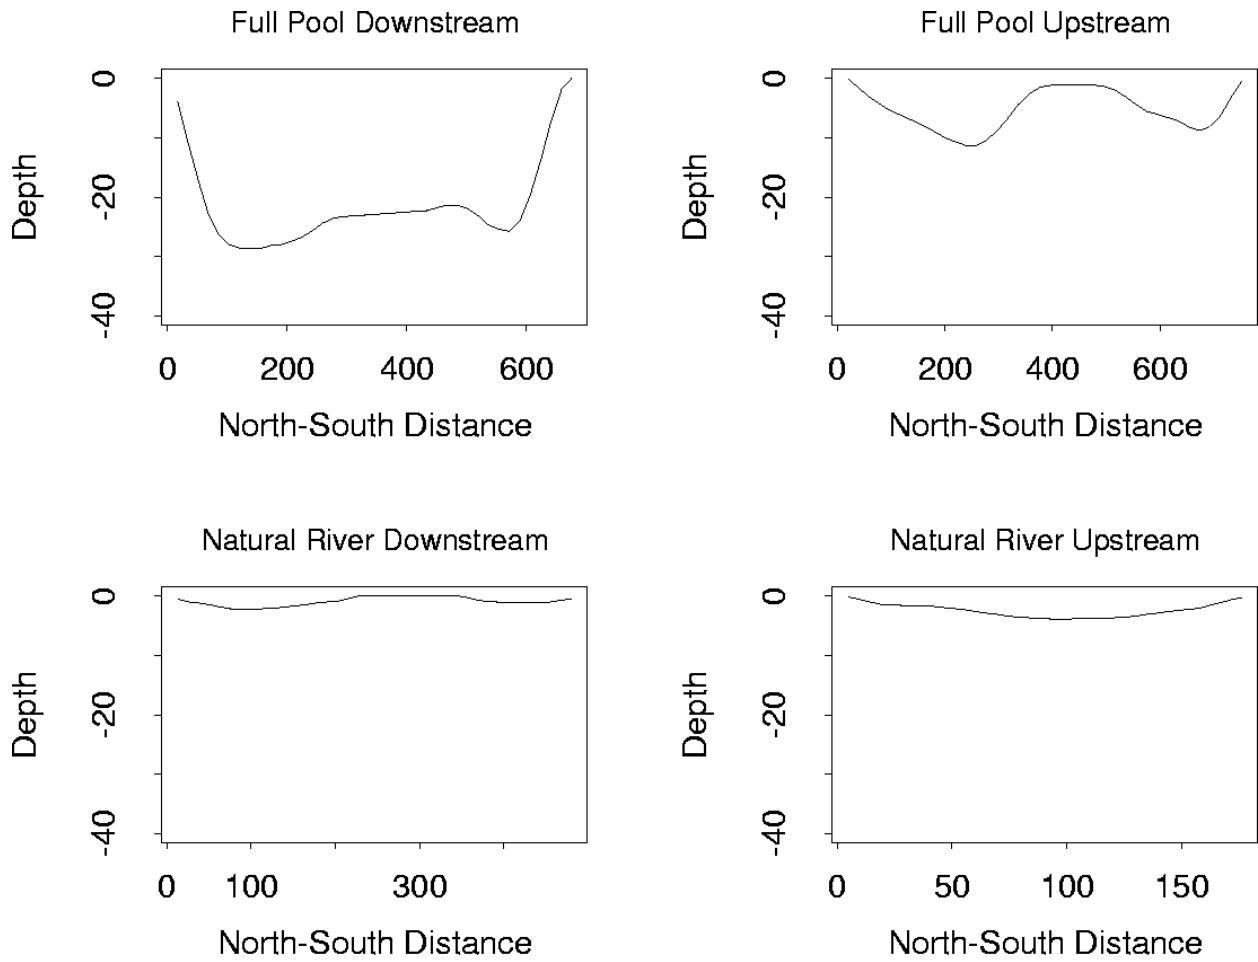 Full Pool Downstream
0
-20
-40
Depth
0 200 400 600
North-South Distance
Full Pool Upstream
0
-20
-40
Depth
0 200 400 600
North-South Distance
Natural River Downstream
0
-20
-40
Depth
0 100 300
North-South Distance
Natural River Upstream
0
-20
-40
Depth
0 50 100 150
North-South Distance